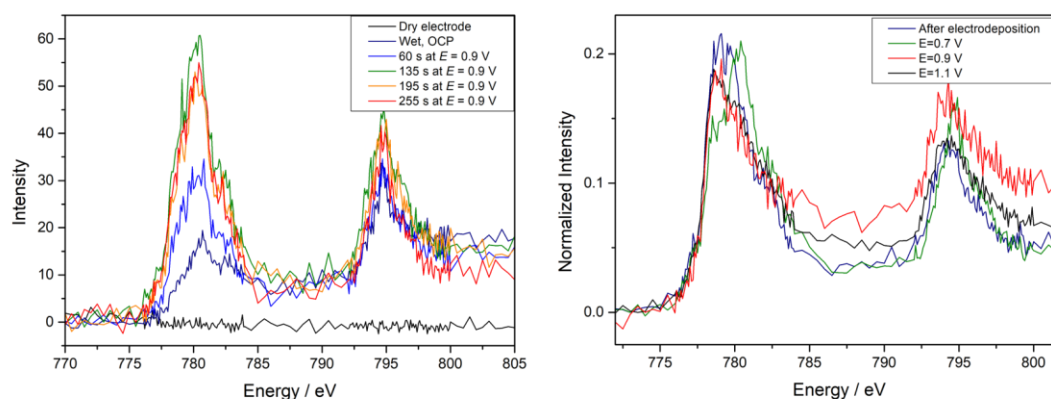 60
50
40
30
20
10
0
Intensity
Dry electrode
Wet, OCP
60 s at E = 0.9 V
135 s at E = 0.9 V
195 s at E = 0.9 V
255 s at E = 0.9 V
770 775 780 785 790 795 800 805
Energy / eV
0.2
0.1
0.0
Normalized Intensity
After electrodeposition
E=0.7 V
E=0.9 V
E=1.1 V
775 780 785 790 795 800
Energy / eV